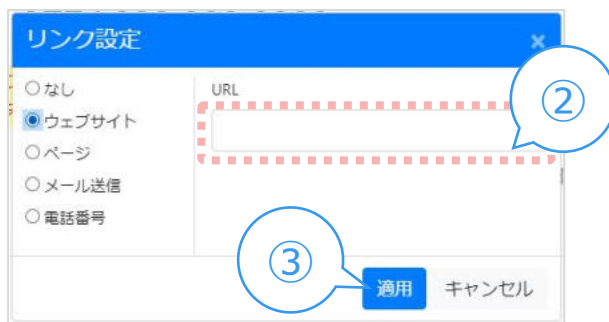 リンク設定
×
なし
URL
ウェブサイト
②
ページ
メール送信
電話番号
③
適用
キャンセル